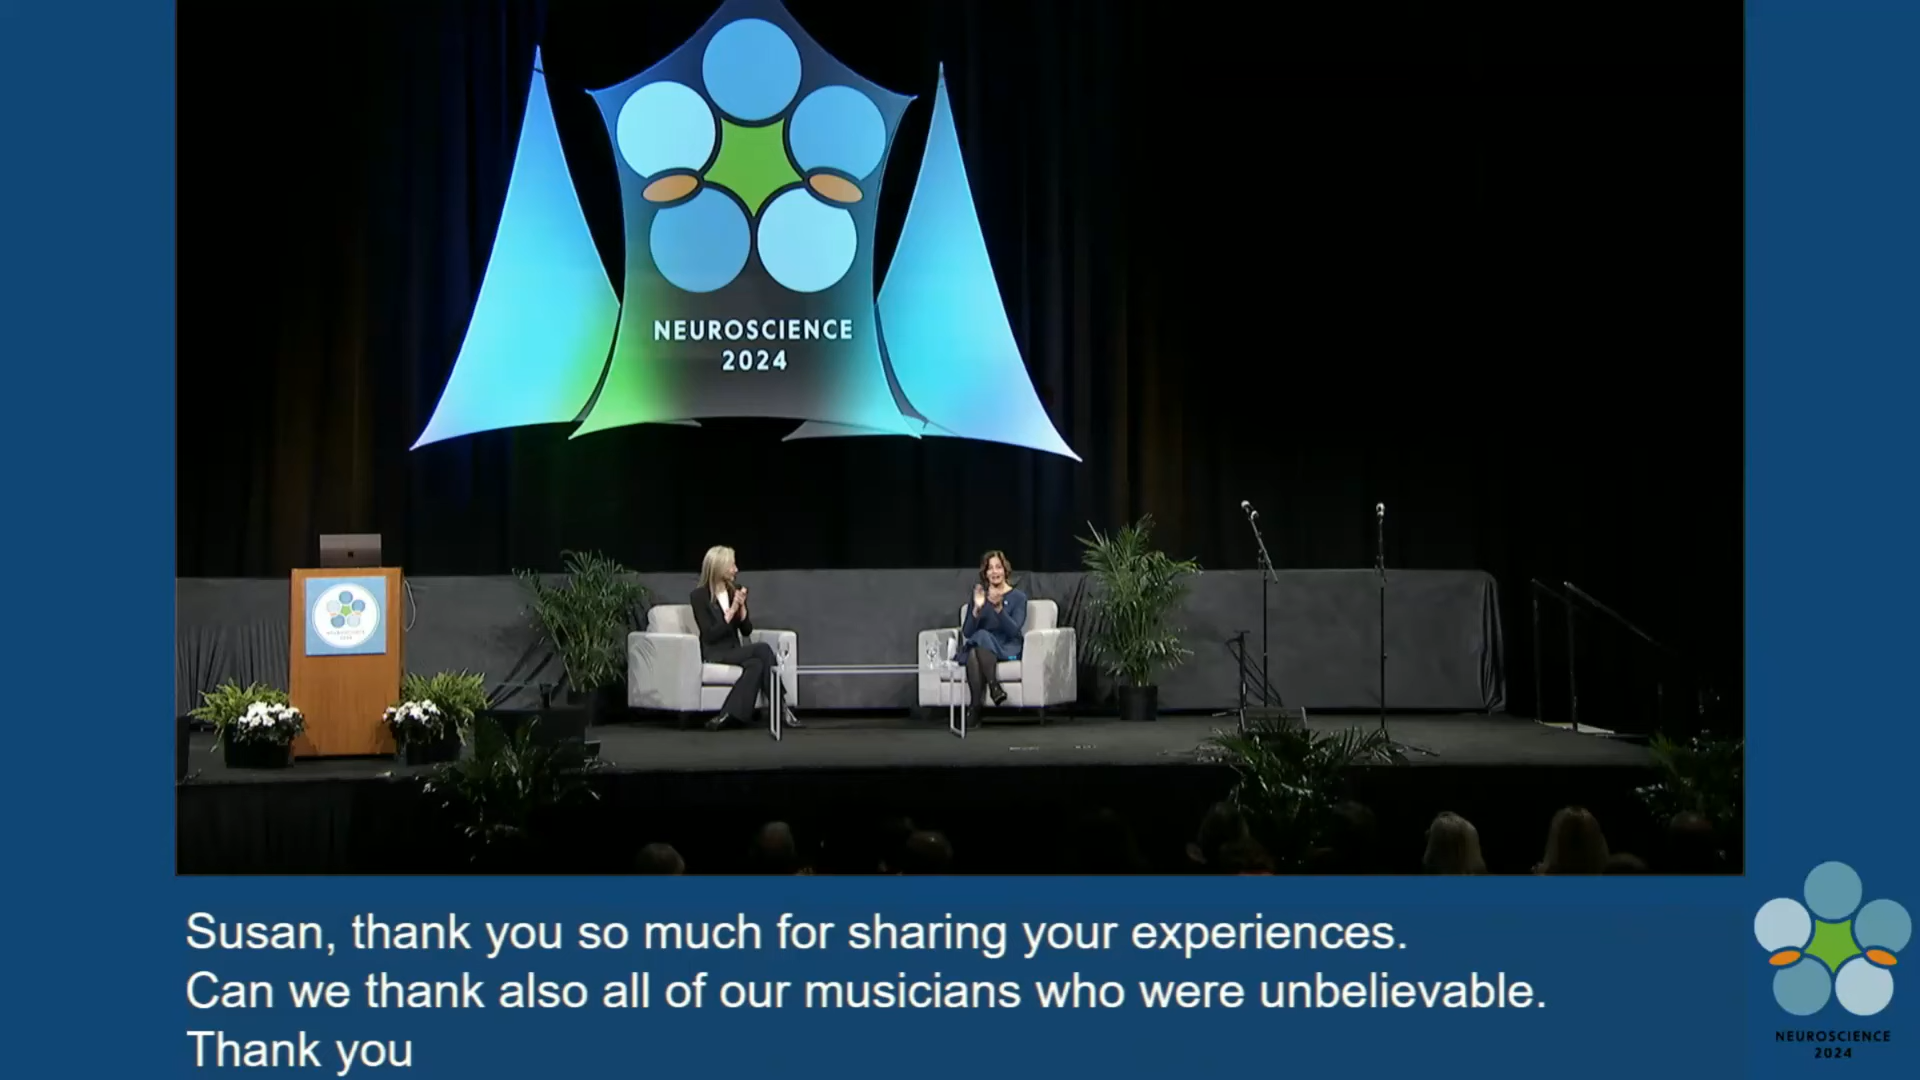 NEUROSCIENCE
2024
Susan, thank you so much for sharing your experiences.
Can we thank also all of our musicians who were unbelievable.
Thank you
NEUROSCIENCE
2024